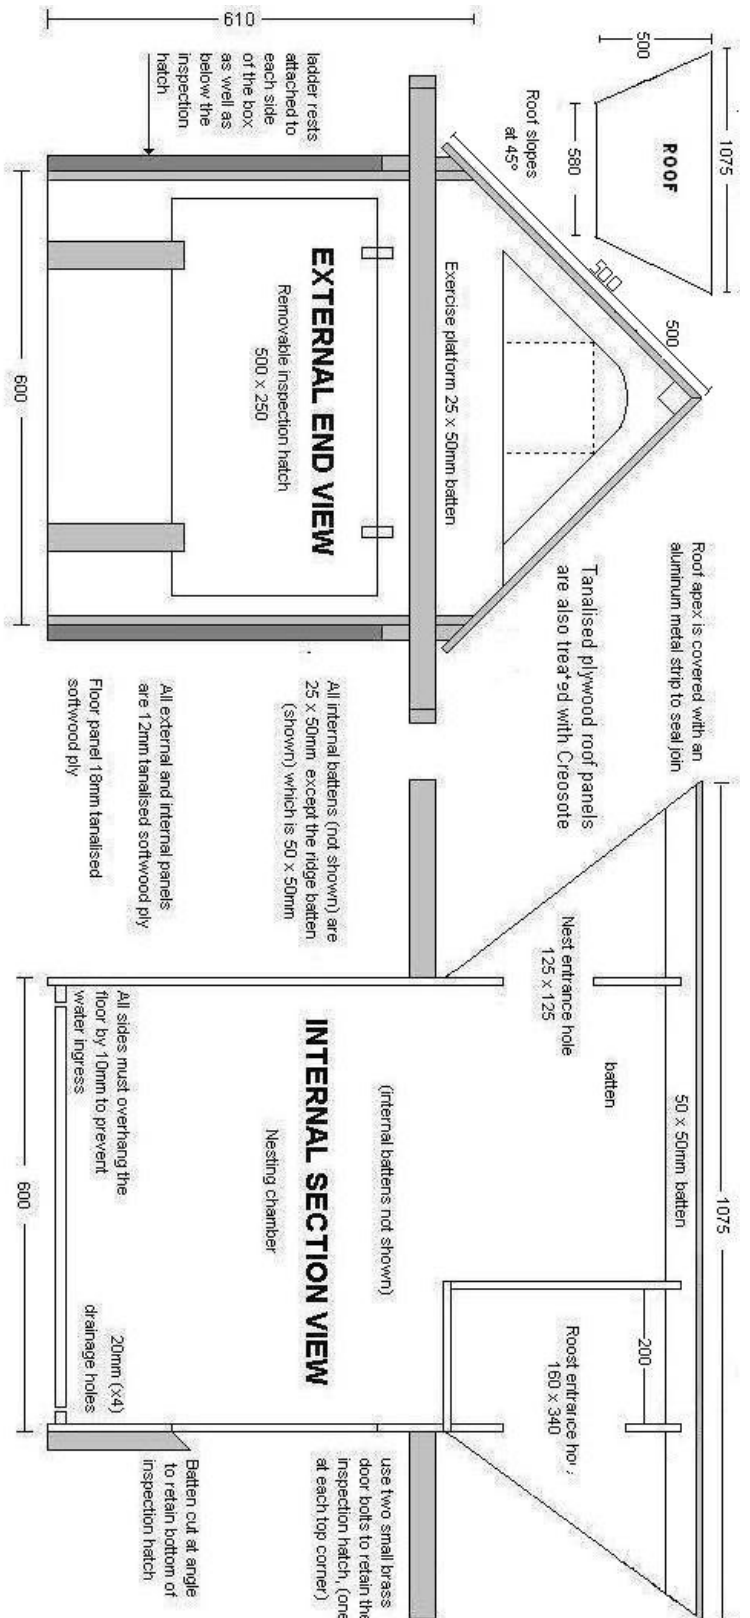 500
1075
ROOF
580
Roof slopes
at 45°
500
500
Roof apex is covered with an
aluminum metal strip to seal join
Tanalised plywood roof panels
are also treated with Creosote
610
ladder rests
attached to
each side
of the box
as well as
below the
inspection
hatch
Exercise platform 25 x 50mm batten
EXTERNAL END VIEW
Removable inspection hatch
500 x 250
600
All internal battens (not shown) are
25 x 50mm except the ridge batten
(shown) which is 50 x 50mm
All external and internal panels
are 12mm tanalised softwood ply
Floor panel 18mm tanalised
softwood ply
1075
50 x 50mm batten
batten
Nest entrance hole
125 x 125
200
Roost entrance
160 x 340
(internal battens not shown)
INTERNAL SECTION VIEW
Nesting chamber
use two small brass
door bolts to retain the
inspection hatch, (one
at each top corner)
All sides must overhang the
floor by 10mm to prevent
water ingress
20mm (x4)
drainage holes
Batten cut at angle
to retain bottom of
inspection hatch
600